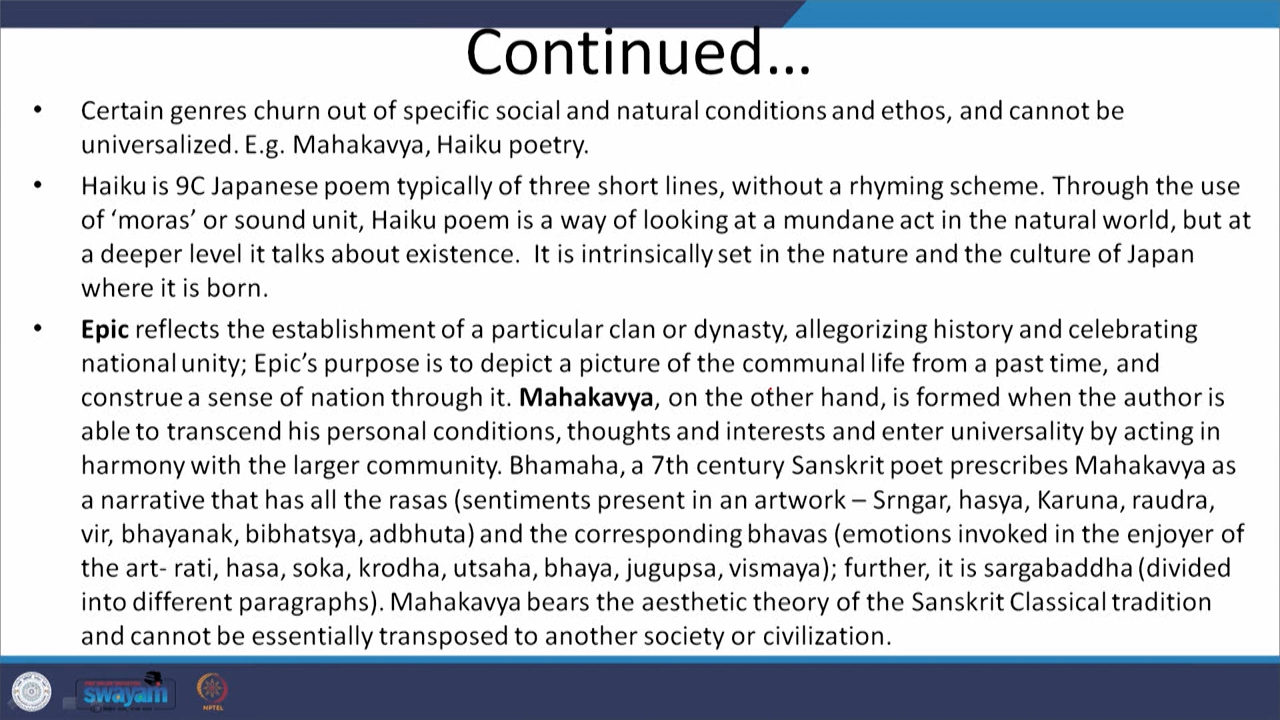 Continued...
• Certain genres churn out of specific social and natural conditions and ethos, and cannot be
universalized. E.g. Mahakavya, Haiku poetry.
• Haiku is 9C Japanese poem typically of three short lines, without a rhyming scheme. Through the use
of ‘moras’ or sound unit, Haiku poem is a way of looking at a mundane act in the natural world, but at
a deeper level it talks about existence. It is intrinsically set in the nature and the culture of Japan
where it is born.
• Epic reflects the establishment of a particular clan or dynasty, allegorizing history and celebrating
national unity; Epic’s purpose is to depict a picture of the communal life from a past time, and
construe a sense of nation through it. Mahakavya, on the other hand, is formed when the author is
able to transcend his personal conditions, thoughts and interests and enter universality by acting in
harmony with the larger community. Bhamaha, a 7th century Sanskrit poet prescribes Mahakavya as
a narrative that has all the rasas (sentiments present in an artwork – Srngar, hasya, Karuna, raudra,
vir, bhayanak, bibhatsya, adbhuta) and the corresponding bhavas (emotions invoked in the enjoyer of
the art- rati, hasa, soka, krodha, utsaha, bhaya, jugupsa, vismaya); further, it is sargabaddha (divided
into different paragraphs). Mahakavya bears the aesthetic theory of the Sanskrit Classical tradition
and cannot be essentially transposed to another society or civilization.
swayam
NPTEL